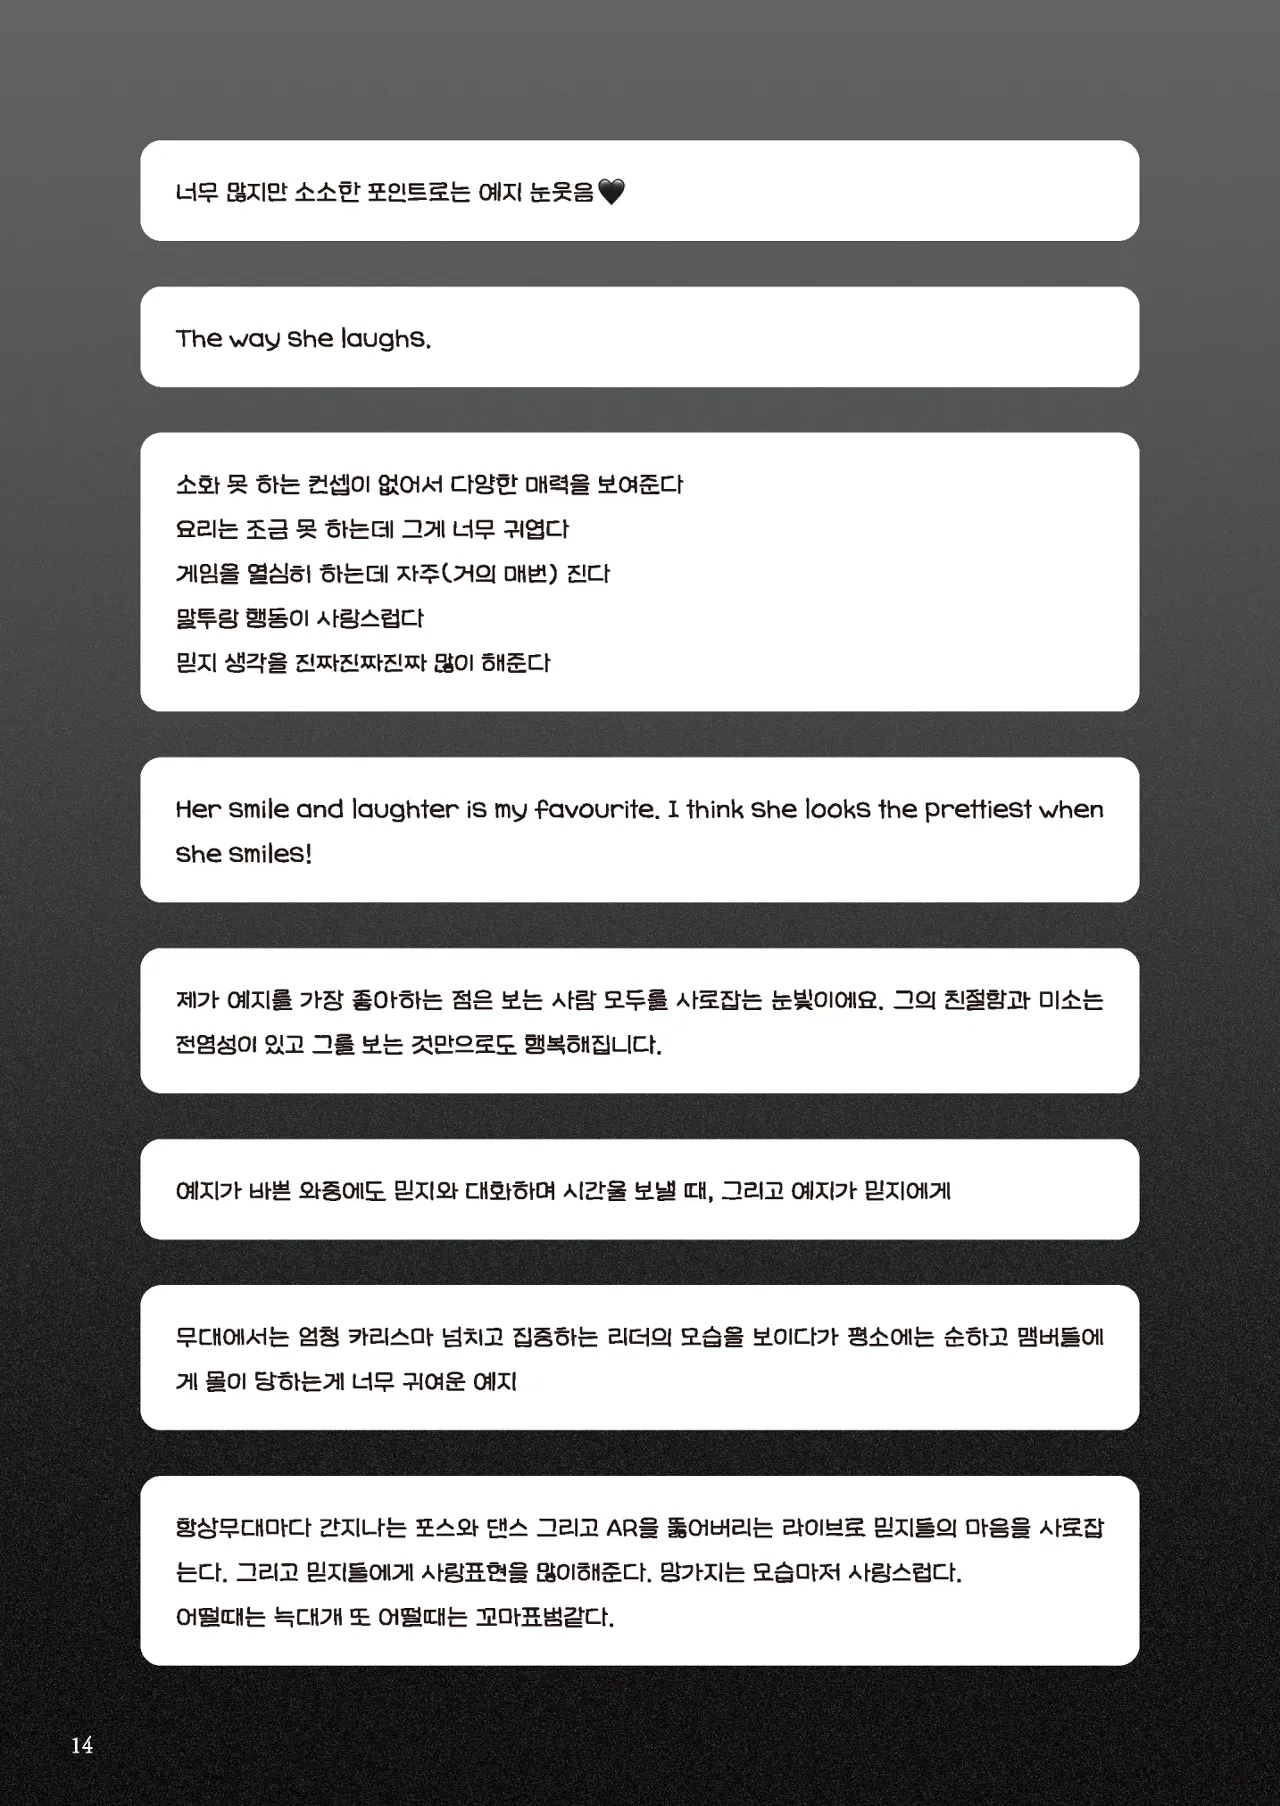 너무 많지만 소소한 포인트로는 예지 눈웃음🖤
The way she laughs.
소화 못 하는 컨셉이 없어서 다양한 매력을 보여준다
요리는 조금 못 하는데 그게 너무 귀엽다
게임을 열심히 하는데 자주(거의 매번) 진다
말투랑 행동이 사랑스럽다
믿지 생각을 진짜진짜진짜 많이 해준다
Her smile and laughter is my favourite. I think she looks the prettiest when
she smiles!
제가 예지를 가장 좋아하는 점은 보는 사람 모두를 사로잡는 눈빛이에요. 그의 친절함과 미소는
전염성이 있고 그를 보는 것만으로도 행복해집니다.
예지가 바쁜 와중에도 믿지와 대화하며 시간울 보낼 때, 그리고 예지가 믿지에게
무대에서는 엄청 카리스마 넘치고 집중하는 리더의 모습을 보이다가 평소에는 순하고 맴버들에
게 몰이 당하는게 너무 귀여운 예지
항상무대마다 간지나는 포스와 댄스 그리고 AR을 뚫어버리는 라이브로 믿지들의 마음을 사로잡
는다. 그리고 믿지들에게 사랑표현을 많이해준다. 망가지는 모습마저 사랑스럽다.
어떨때는 늑대개 또 어떨때는 꼬마표범같다.
14